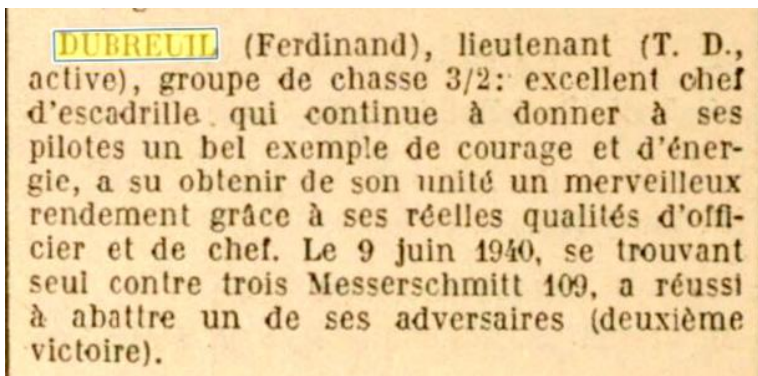 DUBREUIL (Ferdinand), lieutenant (T. D.,
active), groupe de chasse 3/2: excellent chef
d'escadrille qui continue à donner à ses
pilotes un bel exemple de courage et d'éner-
gie, a su obtenir de son unité un merveilleux
rendement grâce à ses réelles qualités d'offi-
cier et de chef. Le 9 juin 1940, se trouvant
seul contre trois Messerschmitt 109, a réussi
à abattre un de ses adversaires (deuxième
victoire).